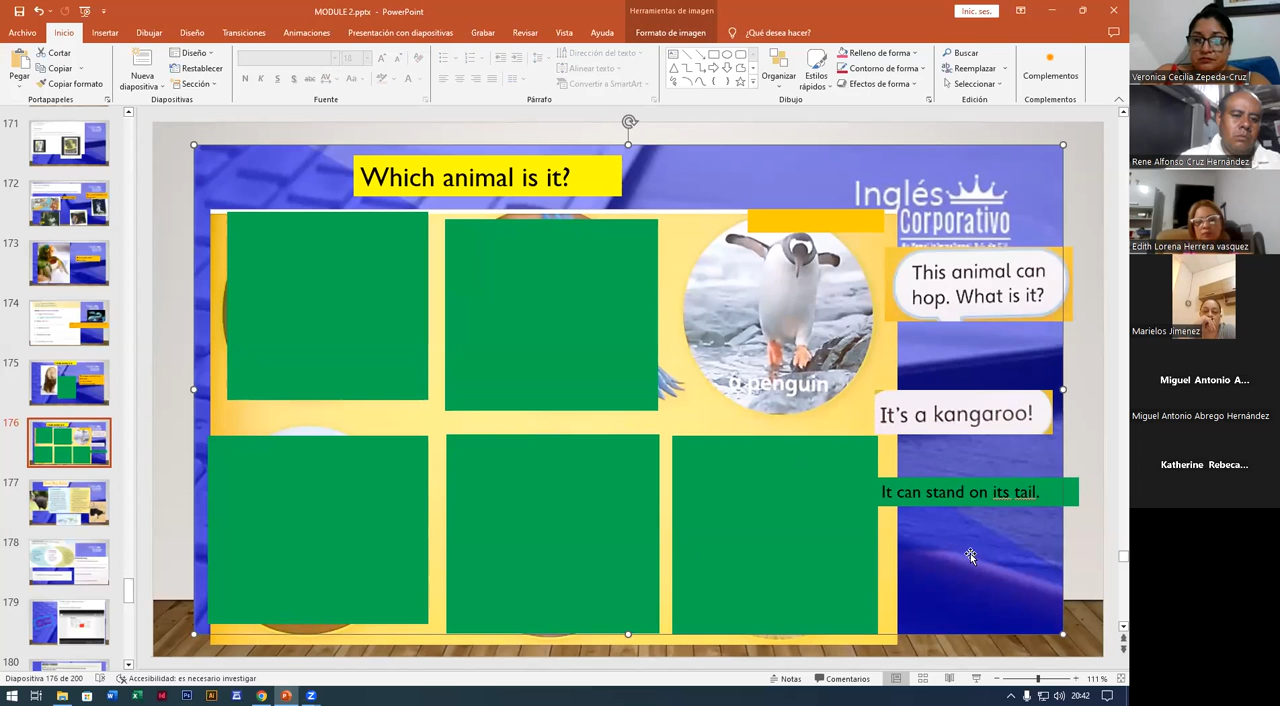 MODULE 2.pptx - PowerPoint
Herramientas de imagen
Inic. ses.
Archivo
Inicio
Insertar
Dibujar
Diseño
Transiciones
Animaciones
Presentación con diapositivas
Grabar
Revisar
Vista
Ayuda
Formato de imagen
¿Qué desea hacer?
Pegar
Cortar
Copiar
Copiar formato
Portapapeles
Nueva
diapositiva
Diseño
Restablecer
Sección
Diapositivas
N K S S abc AV Aa
Fuente
Dirección del texto
Alinear texto
Convertir a SmartArt
Párrafo
Organizar
Estilos
rápidos
Relleno de forma
Contorno de forma
Efectos de forma
Dibujo
Buscar
Reemplazar
Seleccionar
Edición
Complementos
Complementos
171
173
174
175
176
177
178
179
180
Which animal is it?
Inglés
Corporativo
This animal can
hop. What is it?
a penguin
It's a kangaroo!
It can stand on its tail.
Veronica Cecilia Zepeda-Cruz
Rene Alfonso Cruz Hernández
Edith Lorena Herrera vasquez
Marielos Jimenez
Miguel Antonio A...
Miguel Antonio Abrego Hernández
Katherine Rebeca...
Diapositiva 176 de 200
Accesibilidad: es necesario investigar
Notas
Comentarios
111 %
20:42